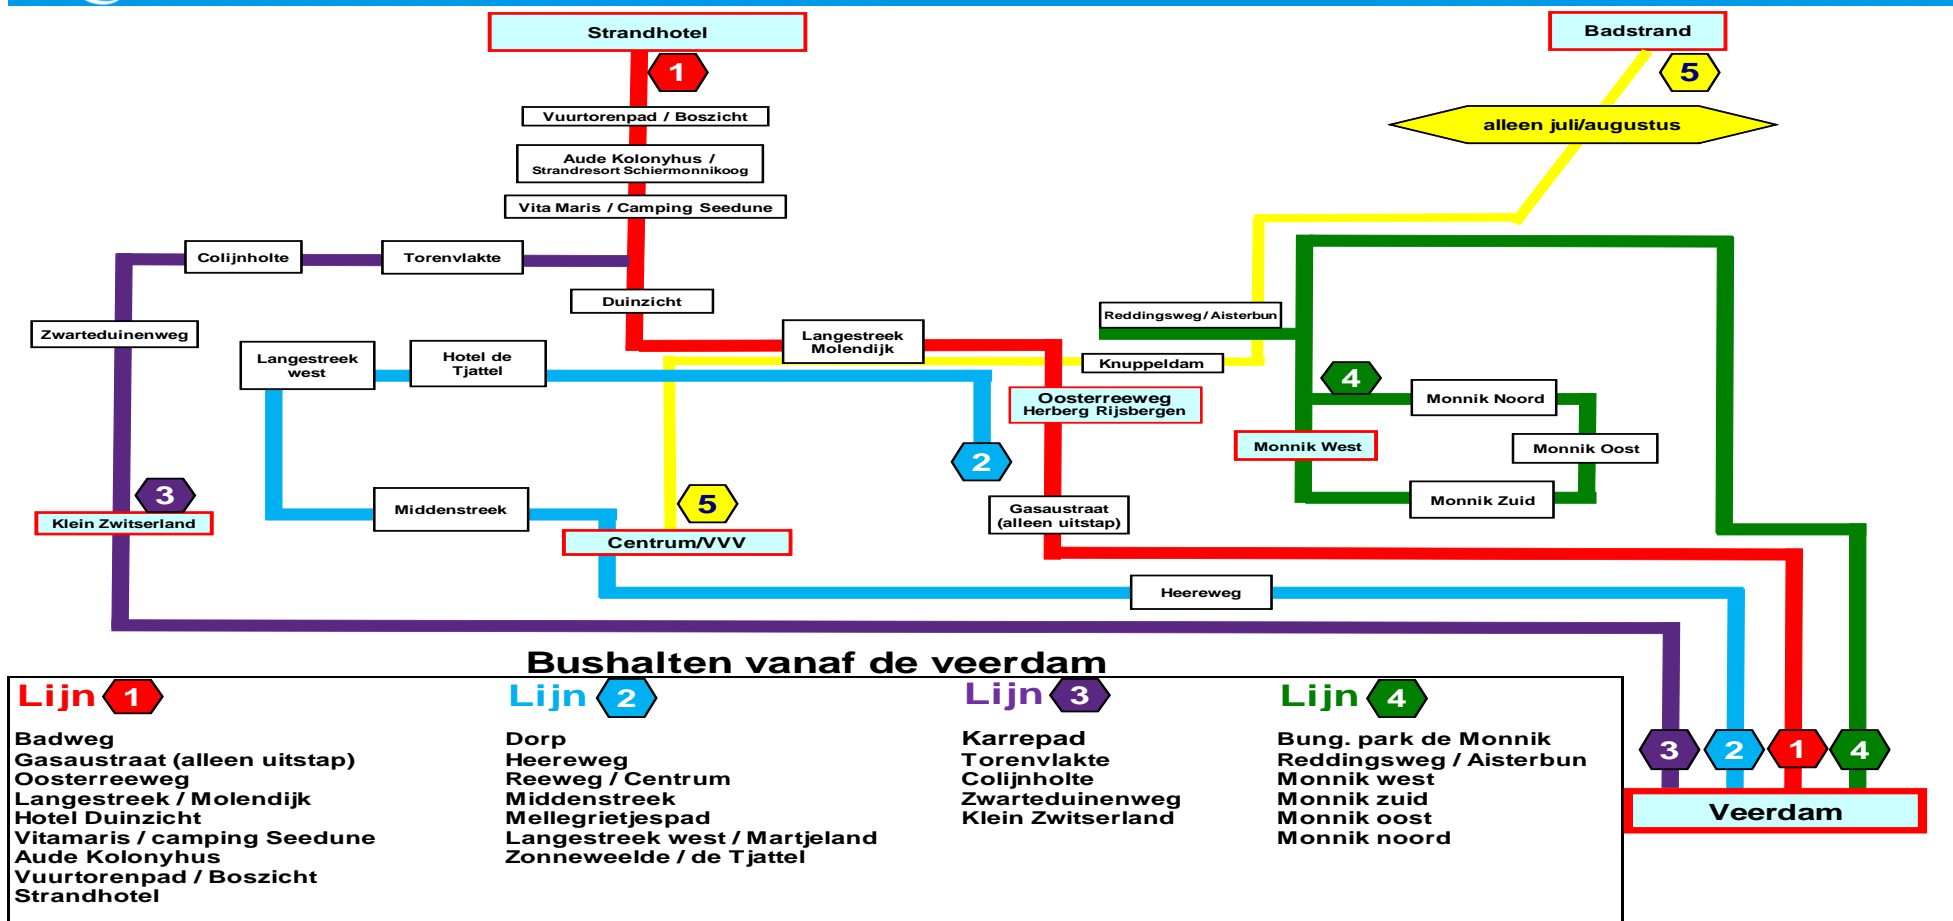 Strandhotel
Badstrand
1
5
Vuurtorenpad / Boszicht
alleen juli/augustus
Aude Kolonyhus /
Strandresort Schiermonnikoog
Vita Maris / Camping Seedune
Colijnholte
Torenvlakte
Duinzicht
Reddingsweg / Aisterbun
Zwarteduinenweg
Langestreek
Molendijk
Langestreek
west
Hotel de
Tjattel
Knuppeldam
4
Oosterreeweg
Herberg Rijsbergen
Monnik Noord
Monnik West
Monnik Oost
2
3
Monnik Zuid
Klein Zwitserland
Middenstreek
5
Gasaustraat
(alleen uitstap)
Centrum/VVV
Heereweg
Bushalten vanaf de veerdam
Lijn 1
Badweg
Gasaustraat (alleen uitstap)
Oosterreeweg
Langestreek / Molendijk
Hotel Duinzicht
Vitamaris / camping Seedune
Aude Kolonyhus
Vuurtorenpad / Boszicht
Strandhotel
Lijn 2
Dorp
Heereweg
Reeweg / Centrum
Middenstreek
Mellegrietjespad
Langestreek west / Martjeland
Zonneweelde / de Tjattel
Lijn 3
Karrepad
Torenvlakte
Colijnholte
Zwarteduinenweg
Klein Zwitserland
Lijn 4
Bung. park de Monnik
Reddingsweg / Aisterbun
Monnik west
Monnik zuid
Monnik oost
Monnik noord
3 2 1 4
Veerdam